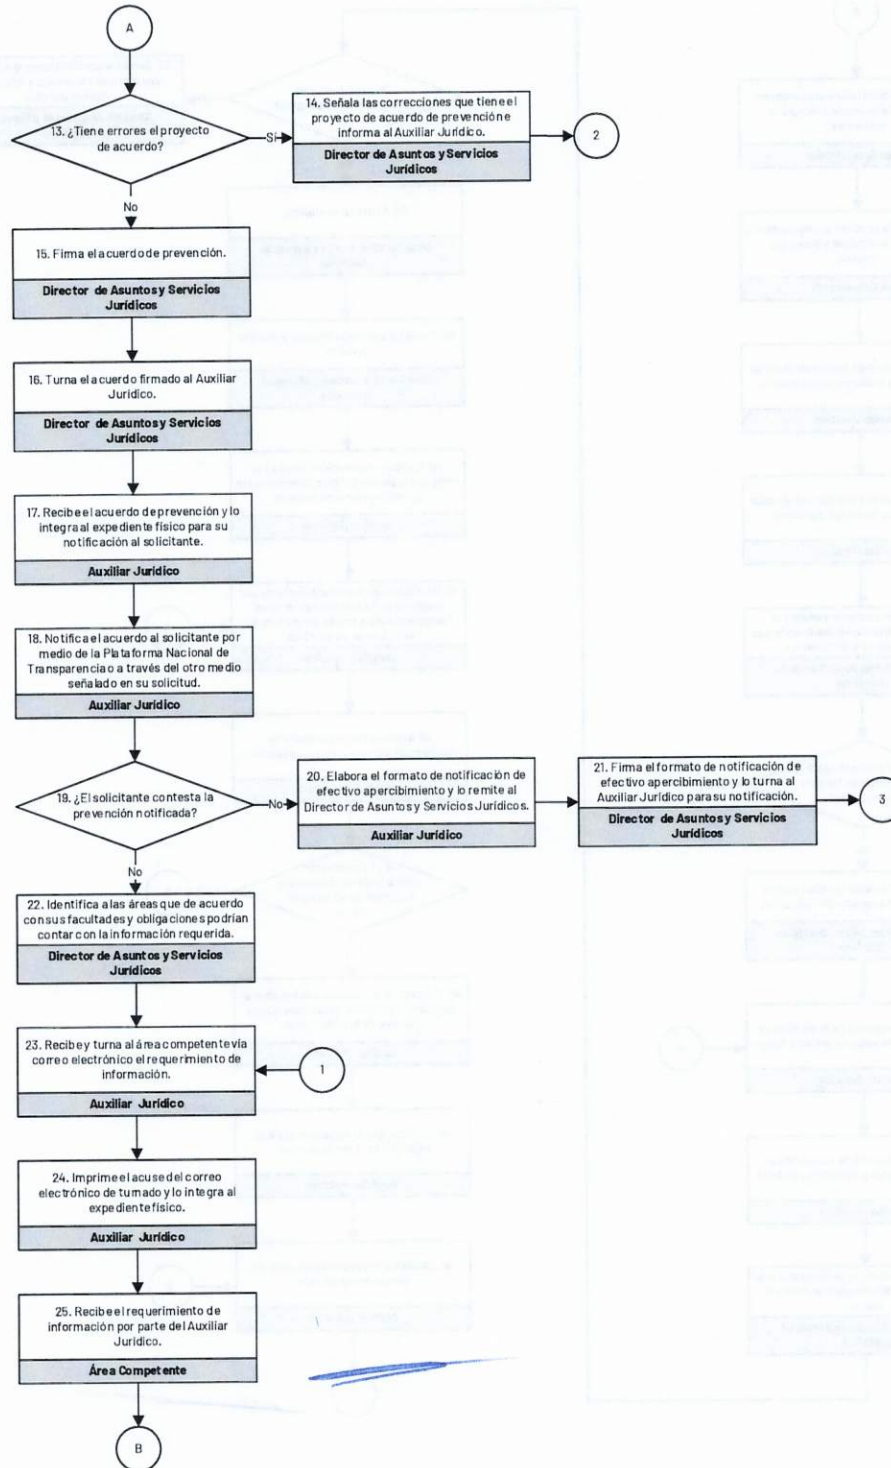 A
13. ¿Tiene errores el proyecto
de acuerdo?
Sí
14. Señala las correcciones que tiene el
proyecto de acuerdo de prevención e
informa al Auxiliar Jurídico.
Director de Asuntos y Servicios
Jurídicos
2
No
15. Firma el acuerdo de prevención.
Director de Asuntos y Servicios
Jurídicos
16. Turna el acuerdo firmado al Auxiliar
Jurídico.
Director de Asuntos y Servicios
Jurídicos
17. Recibe el acuerdo de prevención y lo
integra al expediente físico para su
notificación al solicitante.
Auxiliar Jurídico
18. Notifica el acuerdo al solicitante por
medio de la Plataforma Nacional de
Transparencia o a través del otro medio
señalado en su solicitud.
Auxiliar Jurídico
19. ¿El solicitante contesta la
prevención notificada?
No
20. Elabora el formato de notificación de
efectivo apercibimiento y lo remite al
Director de Asuntos y Servicios Jurídicos.
Auxiliar Jurídico
21. Firma el formato de notificación de
efectivo apercibimiento y lo turna al
Auxiliar Jurídico para su notificación.
Director de Asuntos y Servicios
Jurídicos
3
No
22. Identifica a las áreas que de acuerdo
con sus facultades y obligaciones podrían
contar con la información requerida.
Director de Asuntos y Servicios
Jurídicos
23. Recibe y turna al área competente vía
correo electrónico el requerimiento de
información.
Auxiliar Jurídico
1
24. Imprime el acuse del correo
electrónico de turnado y lo integra al
expediente físico.
Auxiliar Jurídico
25. Recibe el requerimiento de
información por parte del Auxiliar
Jurídico.
Área Competente
B